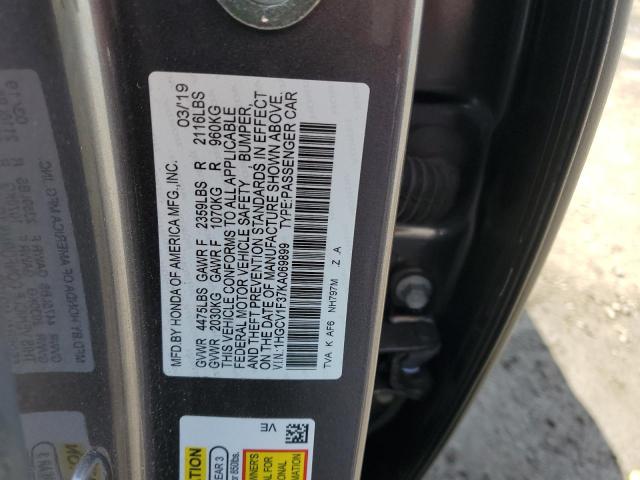 MFD.BY HONDA OF AMERICA MFG.,INC. 03/'19
GVWR 4475LBS GAWR F 2359LBS R 2116LBS
GVWR 2030KG GAWR F 1070KG R 960KG
THIS VEHICLE CONFORMS TO ALL APPLICABLE
FEDERAL MOTOR VEHICLE SAFETY BUMPER,
AND THEFT PREVENTION STANDARDS IN EFFECT
ON THE DATE OF MANUFACTURE SHOWN ABOVE.
V.I.N.:1HGCV1F37KA069899 TYPE:PASSENGER CAR
TVA K AF6 NH797M .Z .A
VE
YEAR 3